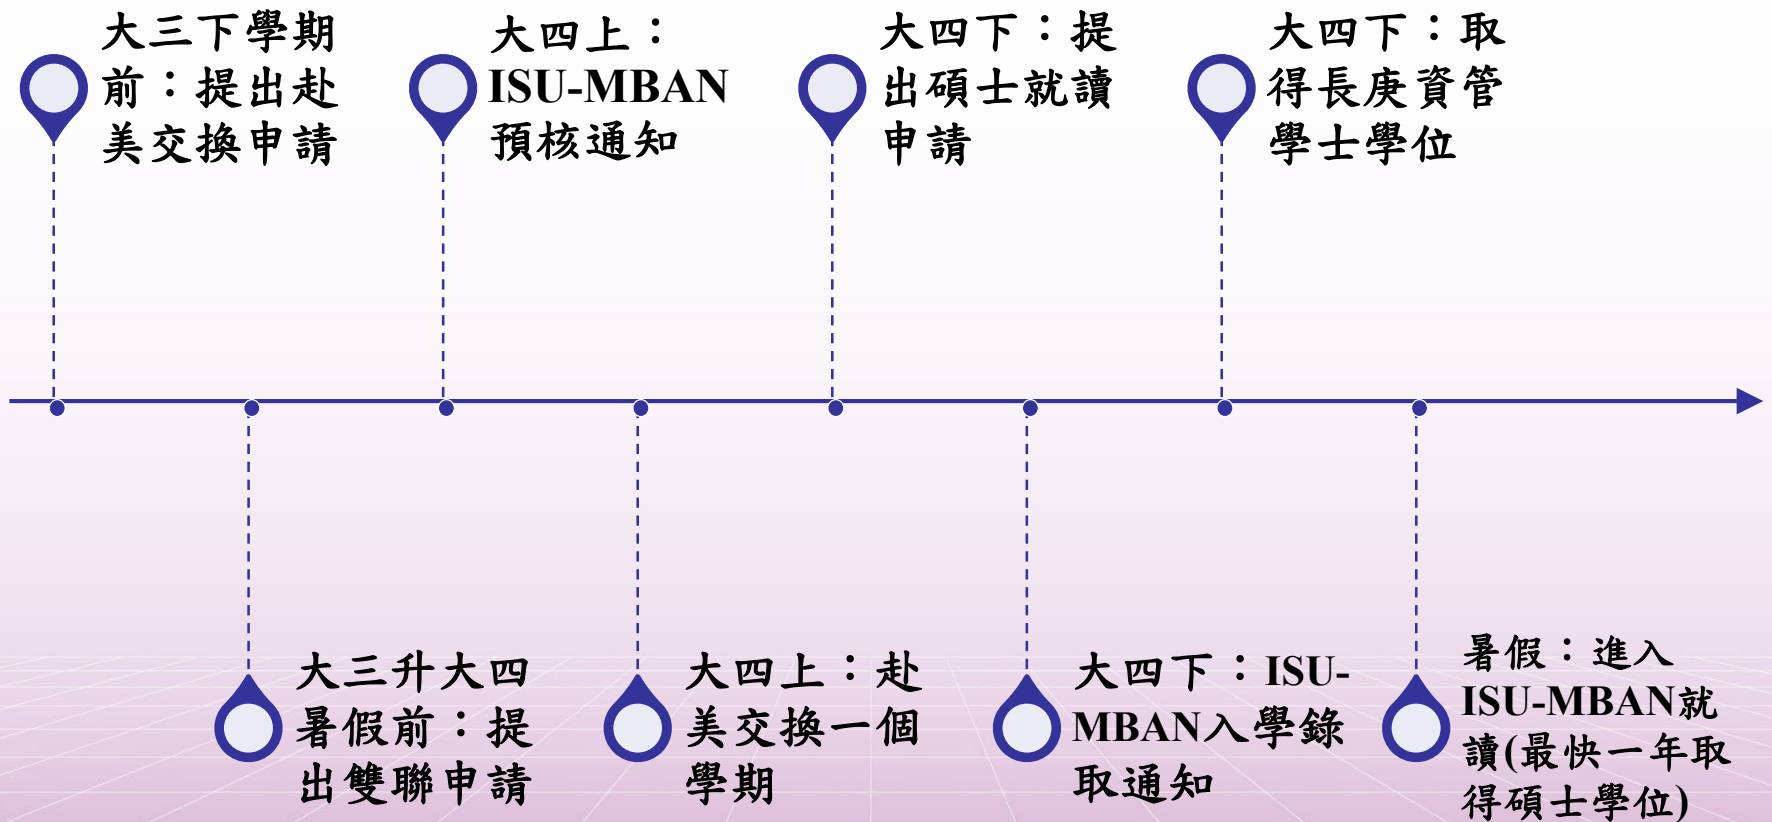 大三下學期
前：提出赴
美交換申請
大四上：
ISU-MBAN
預核通知
大四下：提
出碩士就讀
申請
大四下：取
得長庚資管
學士學位
大三升大四
暑假前：提
出雙聯申請
大四上：赴
美交換一個
學期
大四下：ISU-
MBAN入學錄
取通知
暑假：進入
ISU-MBAN就
讀(最快一年取
得碩士學位)